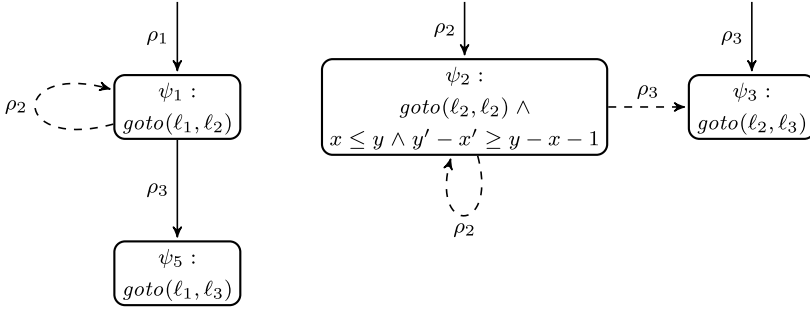 ρ₁
ρ₂
ψ₁ :
goto(ℓ₁, ℓ₂)
ρ₃
ψ₅ :
goto(ℓ₁, ℓ₃)
ρ₂
ψ₂ :
goto(ℓ₂, ℓ₂) ∧
x ≤ y ∧ y′ − x′ ≥ y − x − 1
ρ₂
ρ₃
ρ₃
ψ₃ :
goto(ℓ₂, ℓ₃)